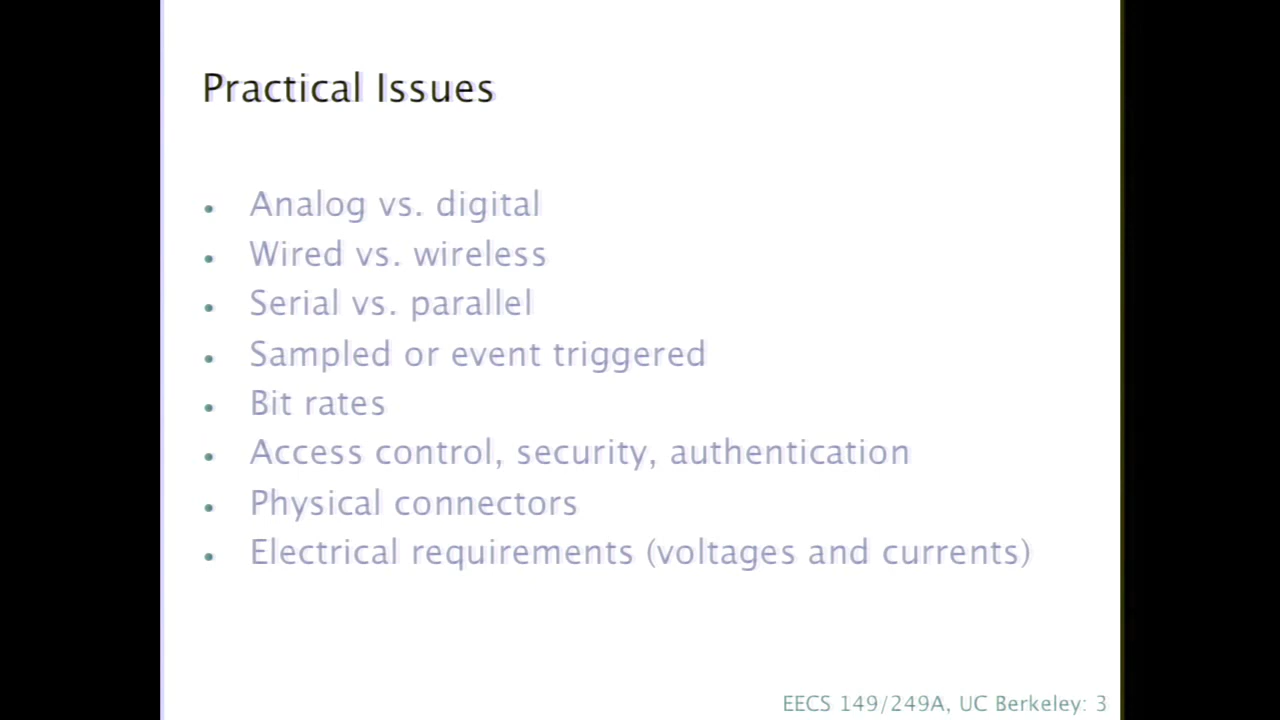 Practical Issues
• Analog vs. digital
• Wired vs. wireless
• Serial vs. parallel
• Sampled or event triggered
• Bit rates
• Access control, security, authentication
• Physical connectors
• Electrical requirements (voltages and currents)
EECS 149/249A, UC Berkeley: 3